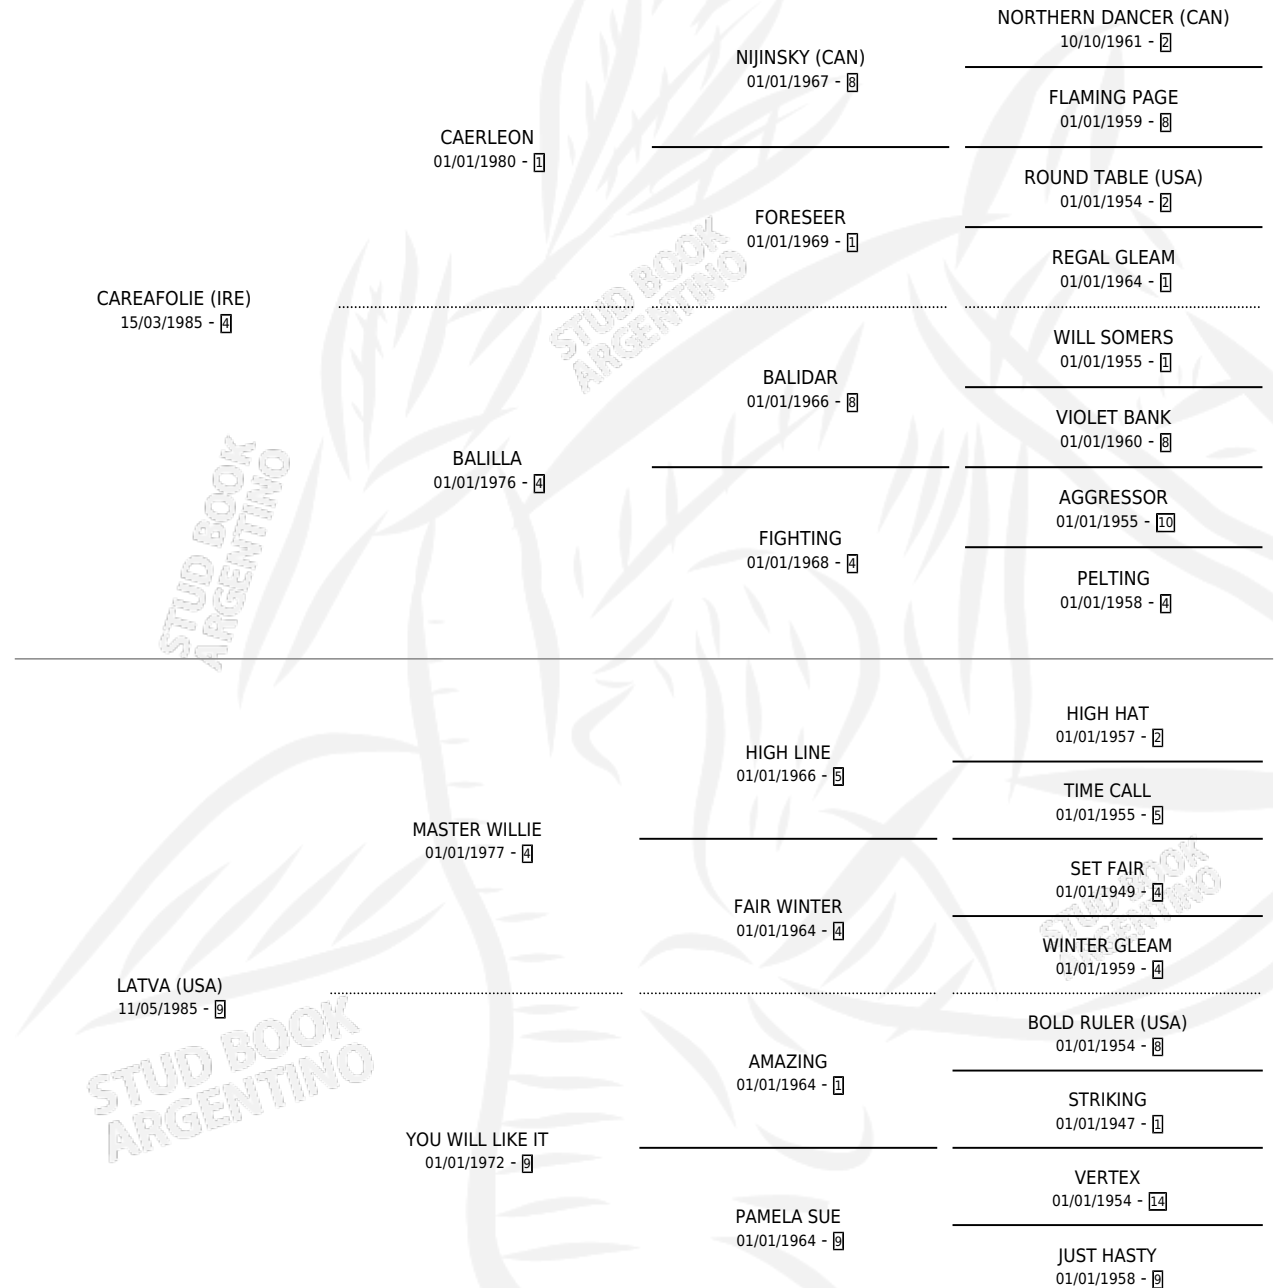 NORTHERN DANCER (CAN)
10/10/1961 - 2
NIJINSKY (CAN)
01/01/1967 - 8
FLAMING PAGE
01/01/1959 - 8
CAERLEON
01/01/1980 - 1
ROUND TABLE (USA)
01/01/1954 - 2
FORESEER
01/01/1969 - 1
REGAL GLEAM
01/01/1964 - 1
CAREAFOLIE (IRE)
15/03/1985 - 4
WILL SOMERS
01/01/1955 - 1
BALIDAR
01/01/1966 - 8
VIOLET BANK
01/01/1960 - 8
BALILLA
01/01/1976 - 4
AGGRESSOR
01/01/1955 - 10
FIGHTING
01/01/1968 - 4
PELTING
01/01/1958 - 4
HIGH HAT
01/01/1957 - 2
HIGH LINE
01/01/1966 - 5
TIME CALL
01/01/1955 - 5
MASTER WILLIE
01/01/1977 - 4
SET FAIR
01/01/1949 - 4
FAIR WINTER
01/01/1964 - 4
WINTER GLEAM
01/01/1959 - 4
LATVA (USA)
11/05/1985 - 9
BOLD RULER (USA)
01/01/1954 - 8
AMAZING
01/01/1964 - 1
STRIKING
01/01/1947 - 1
YOU WILL LIKE IT
01/01/1972 - 9
VERTEX
01/01/1954 - 14
PAMELA SUE
01/01/1964 - 9
JUST HASTY
01/01/1958 - 9
STUD BOOK
ARGENTINO
STUD BOOK
ARGENTINO
STUD BOOK
ARGENTINO
STUD BOOK
ARGENTINO